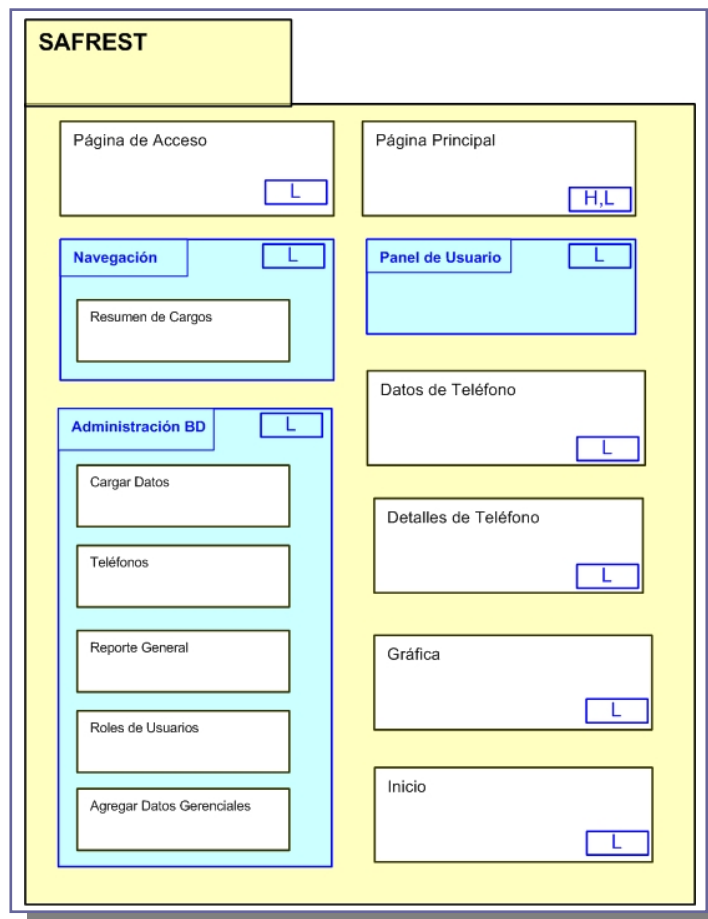 SAFREST
Página de Acceso
L
Página Principal
H,L
Navegación
L
Resumen de Cargos
Panel de Usuario
L
Administración BD
L
Cargar Datos
Teléfonos
Reporte General
Roles de Usuarios
Agregar Datos Gerenciales
Datos de Teléfono
L
Detalles de Teléfono
L
Gráfica
L
Inicio
L